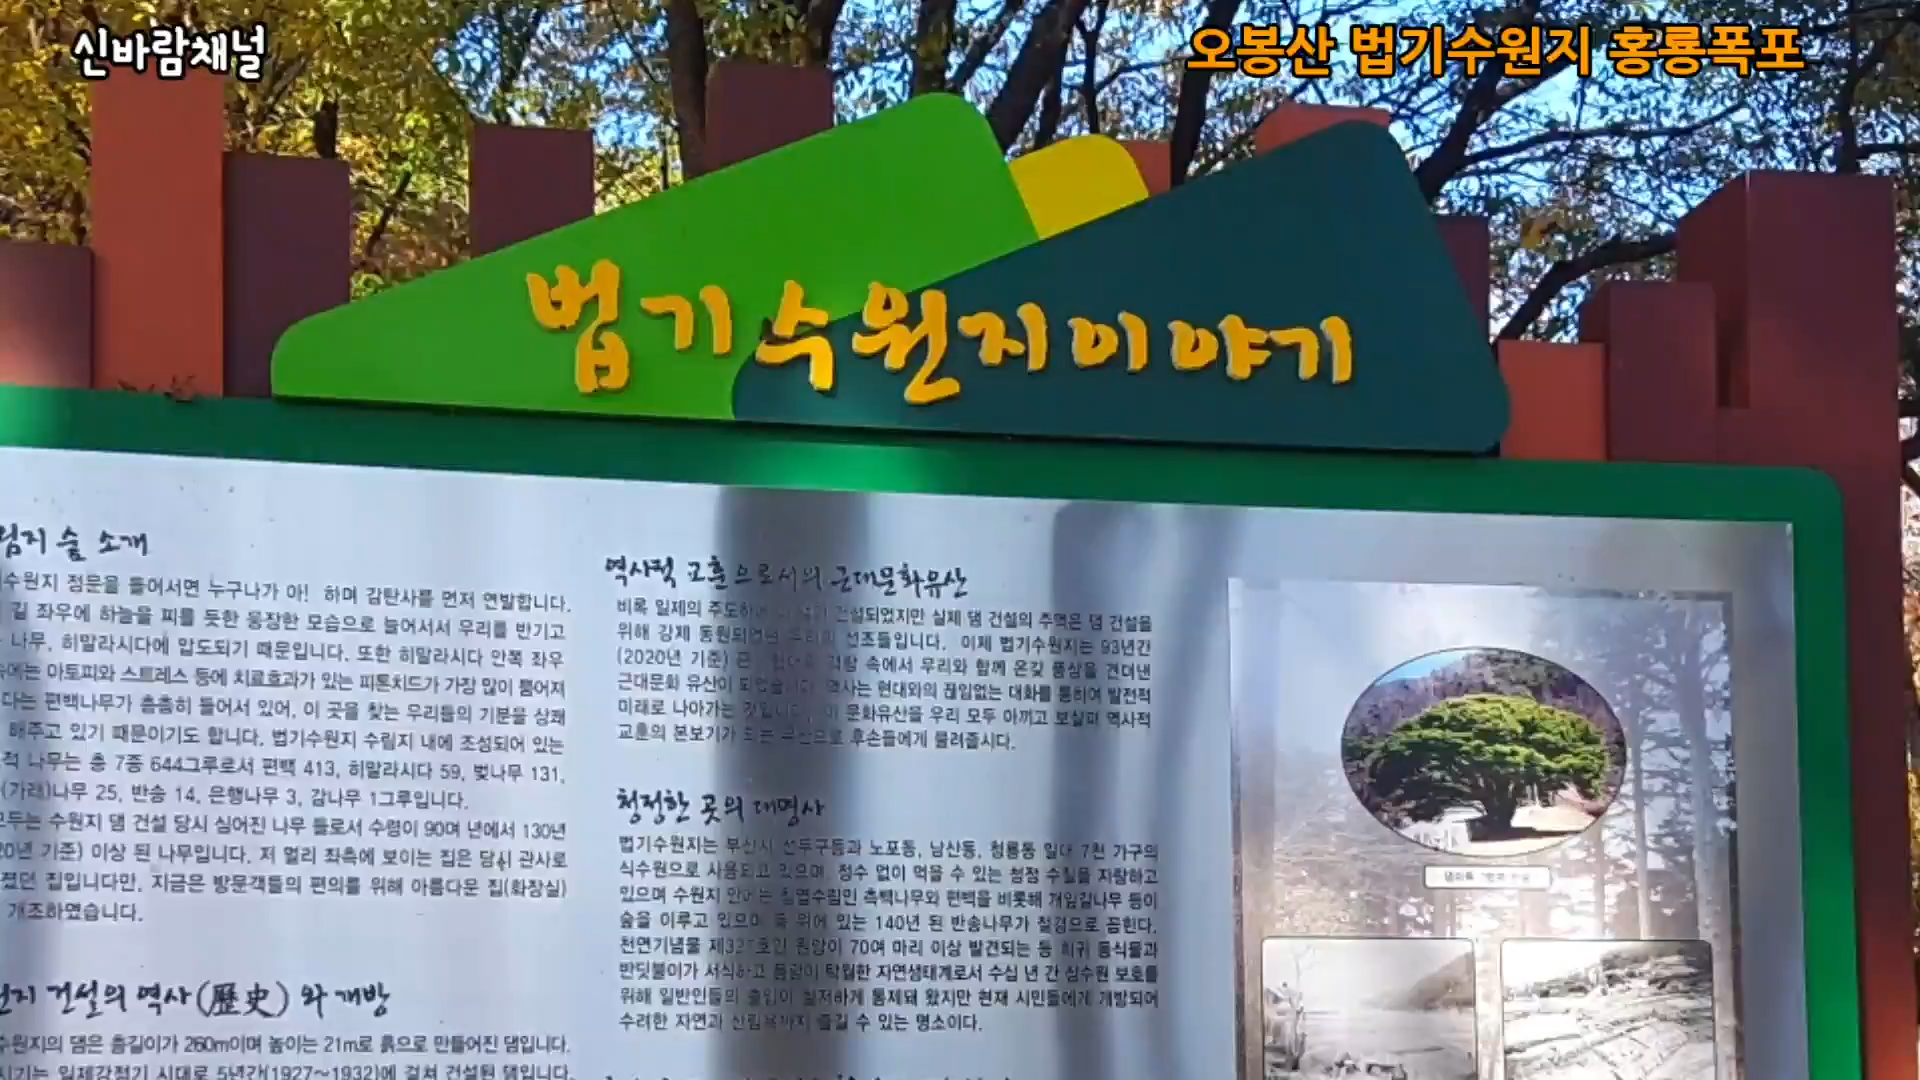 신바람채널
오봉산 법기수원지 홍룡폭포
법기수원지이야기
숲 소개
수원지 정문을 들어서면 누구나가 아! 하며 감탄사를 먼저 연발합니다.
길 좌우에 하늘을 찌를 듯한 웅장한 모습으로 늘어서서 우리를 반기고
나무, 히말라시다에 압도되기 때문입니다. 또한 히말라시다 안쪽 좌우
에는 아토피와 스트레스 등에 치료효과가 있는 피톤치드가 가장 많이 뿜어져
다는 편백나무가 촘촘히 들어서 있어, 이 곳을 찾는 우리들의 기분을 상쾌
해주고 있기 때문이기도 합니다. 법기수원지 수림지 내에 조성되어 있는
나무는 총 7종 644그루로서 편백 413, 히말라시다 59, 벚나무 131,
(가래)나무 25, 반송 14, 은행나무 3, 감나무 1그루입니다.
모두는 수원지 댐 건설 당시 심어진 나무 들로서 수령이 90여 년에서 130년
기준) 이상 된 나무입니다. 저 멀리 좌측에 보이는 집은 당시 관사로
졌던 집입니다만, 지금은 방문객들의 편의를 위해 아름다운 집(화장실)
개조하였습니다.
건설의 역사(歷史)와 개방
수원지의 댐은 총길이가 260m이며 높이는 21m로 흙으로 만들어진 댐입니다.
시기는 일제강점기 시대로 5년간(1927～1932)에 걸쳐 건설된 댐입니다.
역사적 교훈으로서의 근대문화유산
비록 일제의 건설되었지만 실제 댐 건설의 주역은 댐 건설을
위해 강제 동원되었던 우리의 선조들입니다. 이제 법기수원지는 93년간
(2020년 기준) 속에서 우리와 함께 온갖 풍상을 견뎌낸
근대문화 유산이 되었습니다. 역사는 현대와의 끊임없는 대화를 통하여 발전적
미래로 나아가는 것입니다. 문화유산을 우리 모두 아끼고 보살펴 역사적
교훈의 본보기가 되는 유산으로 후손들에게 물려줍시다.
청정한 곳의 대명사
법기수원지는 부산시 선두구동과 노포동, 남산동, 청룡동 일대 7천 가구의
식수원으로 사용되고 있으며, 정수 없이 먹을 수 있는 청정 수질을 자랑하고
있으며 수원지 안에는 침엽수림인 측백나무와 편백을 비롯해 개잎갈나무 등이
숲을 이루고 있으며 둑 위에 있는 140년 된 반송나무가 절경으로 꼽힌다.
천연기념물 제327호인 원앙이 70여 마리 이상 발견되는 등 희귀 동식물과
반딧불이가 서식하고 음광이 탁월한 자연생태계로서 수십 년 간 상수원 보호를
위해 일반인들의 출입이 철저하게 통제돼 왔지만 현재 시민들에게 개방되어
수려한 자연과 산림욕까지 즐길 수 있는 명소이다.